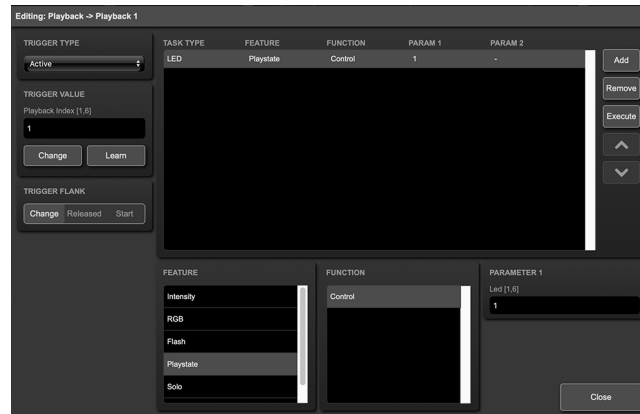 Editing: Playback -> Playback 1
TRIGGER TYPE
Active
TRIGGER VALUE
Playback Index [1,6]
1
Change Learn
TRIGGER FLANK
Change Released Start
TASK TYPE FEATURE FUNCTION PARAM 1 PARAM 2
LED Playstate Control 1 -
Add
Remove
Execute
FEATURE
Intensity
RGB
Flash
Playstate
Solo
FUNCTION
Control
PARAMETER 1
Led [1,6]
1
Close